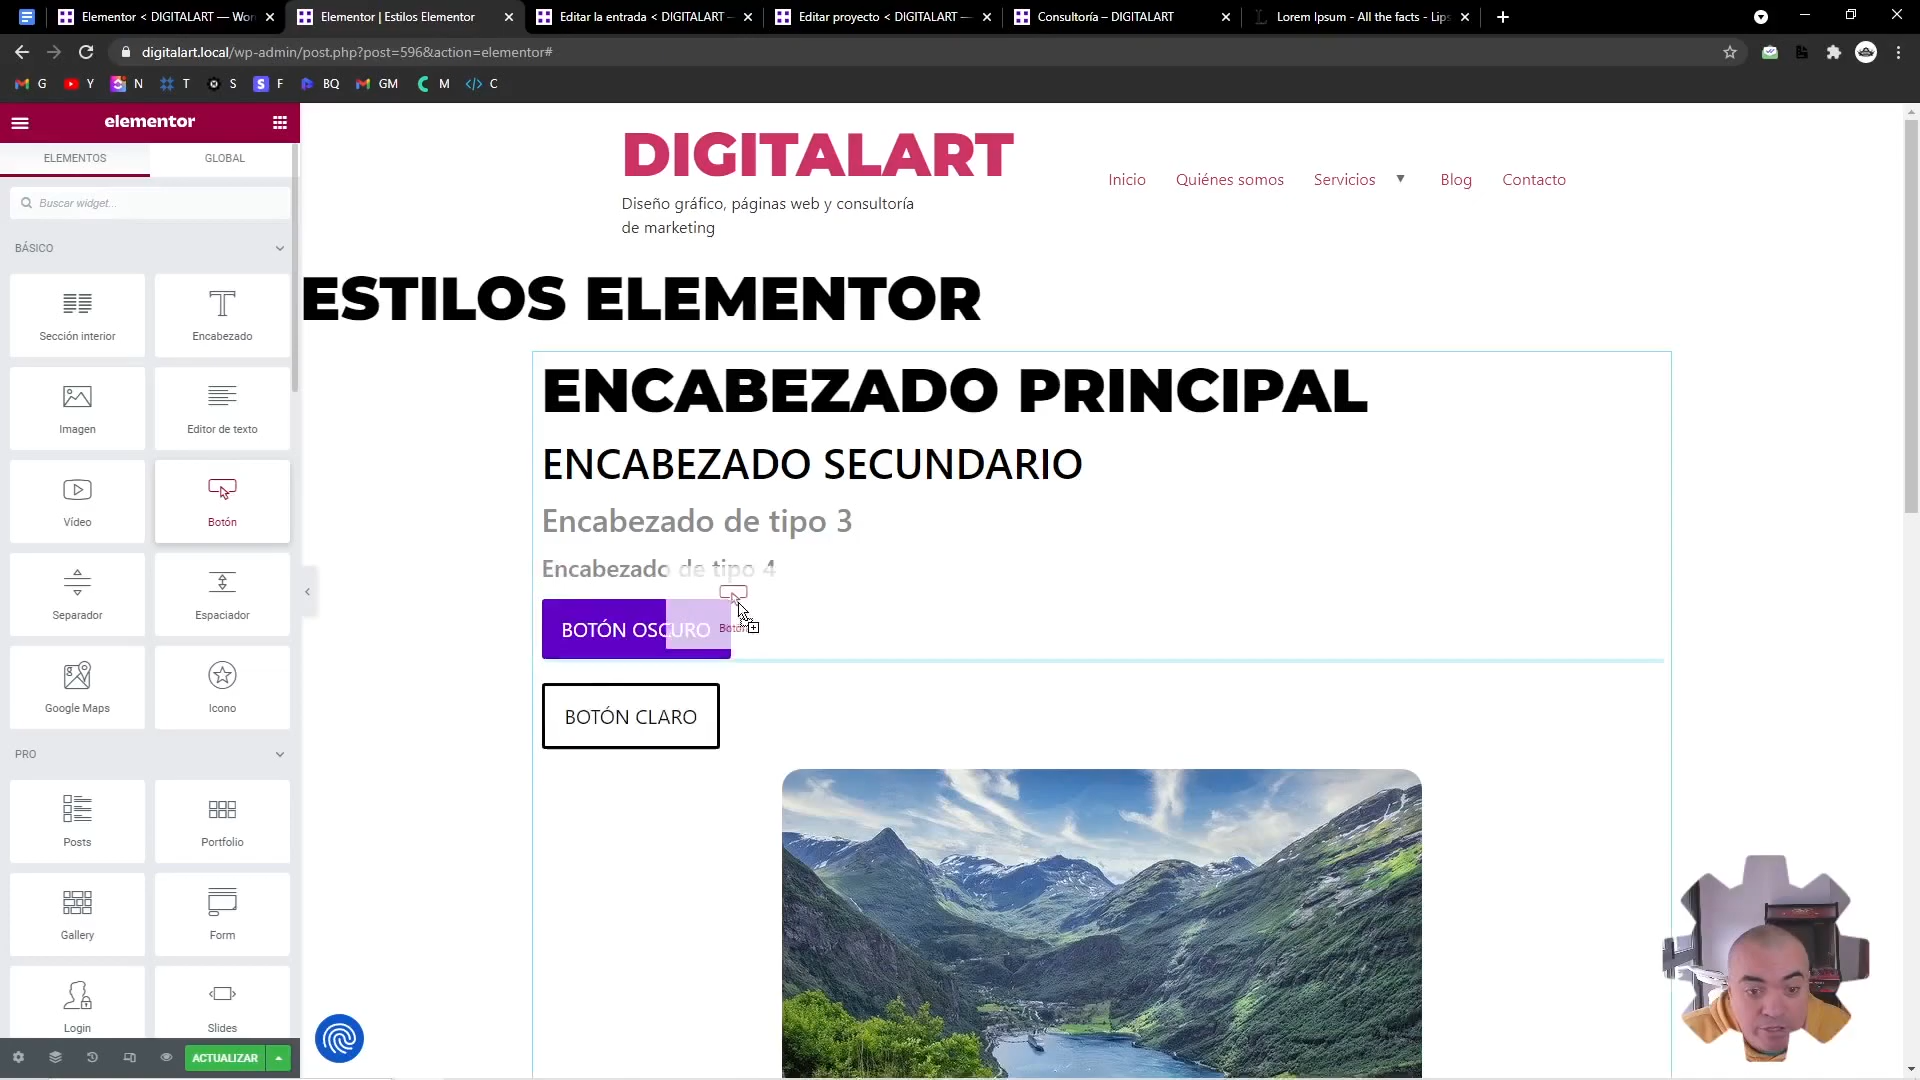 Elementor < DIGITALART — Wor
Elementor | Estilos Elementor
Editar la entrada < DIGITALART —
Editar proyecto < DIGITALART —
Consultoría – DIGITALART
Lorem Ipsum - All the facts - Lips
digitalart.local/wp-admin/post.php?post=596&action=elementor#
G
Y
N
T
S
F
BQ
GM
M
C
elementor
ELEMENTOS
GLOBAL
Buscar widget...
BÁSICO
Sección interior
Encabezado
Imagen
Editor de texto
Vídeo
Botón
Separador
Espaciador
Google Maps
Icono
PRO
Posts
Portfolio
Gallery
Form
Login
Slides
ACTUALIZAR
DIGITALART
Diseño gráfico, páginas web y consultoría
de marketing
Inicio
Quiénes somos
Servicios
Blog
Contacto
ESTILOS ELEMENTOR
ENCABEZADO PRINCIPAL
ENCABEZADO SECUNDARIO
Encabezado de tipo 3
Encabezado de tipo 4
BOTÓN OSCURO
Botón
BOTÓN CLARO